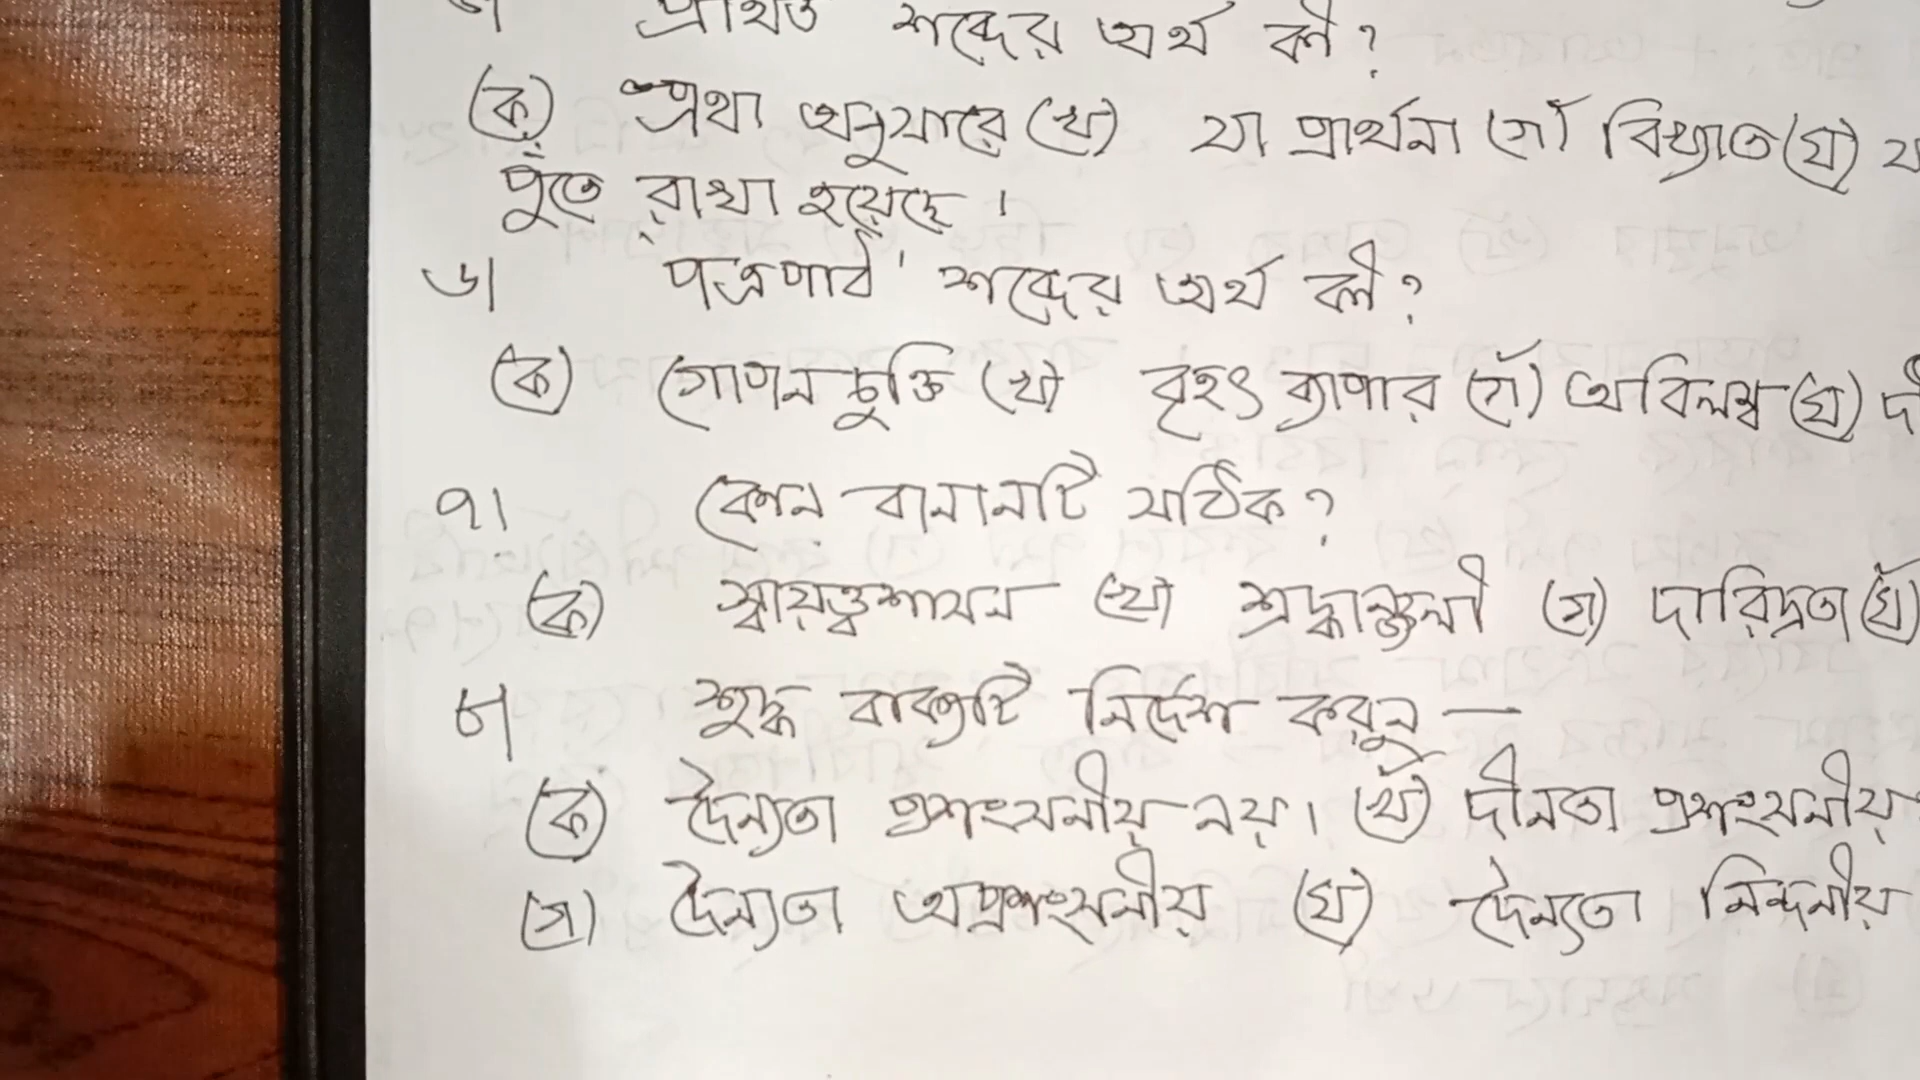 শব্দের অর্থ কী?
(ক) প্রথা অনুসারে (খ) যা প্রার্থনা (গ) বিখ্যাত (ঘ)
পুতে রাখা হয়েছে।
৬। পত্রপাঠ' শব্দের অর্থ কী?
(ক) গোপন চুক্তি (খ) বৃহৎ ব্যাপার (গ) অবিলম্ব (ঘ)
৭। কোন বানানটি সঠিক?
(ক) স্বায়ত্ত্বশাসন (খ) শ্রদ্ধাঞ্জলী (গ) দারিদ্রতা (ঘ)
৮। শুদ্ধ বাক্যটি নির্দেশ করুন —
(ক) দৈন্যতা প্রশংসনীয় নয়। (খ) দীনতা প্রশংসনীয়
(গ) দৈন্যতা অপ্রশংসনীয় (ঘ) দৈন্যতা নিন্দনীয়